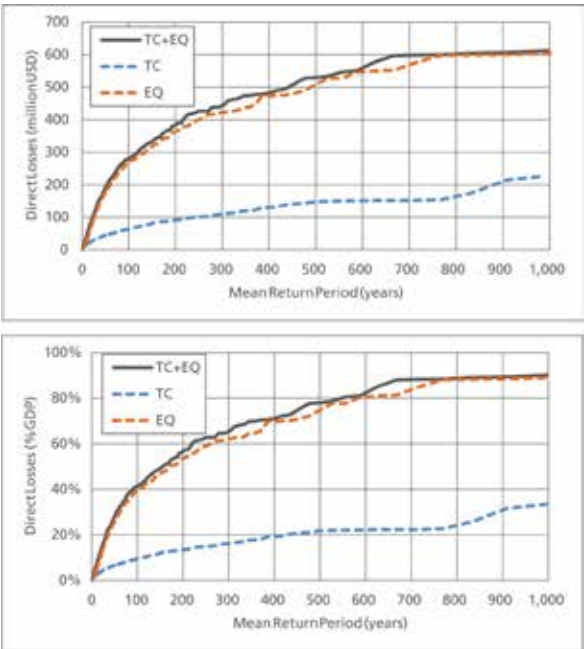 700
600
500
400
300
200
100
0
Direct Losses (million USD)
TC+EQ
TC
EQ
0 100 200 300 400 500 600 700 800 900 1,000
Mean Return Period (years)
100%
80%
60%
40%
20%
0%
Direct Losses (%GDP)
TC+EQ
TC
EQ
0 100 200 300 400 500 600 700 800 900 1,000
Mean Return Period (years)